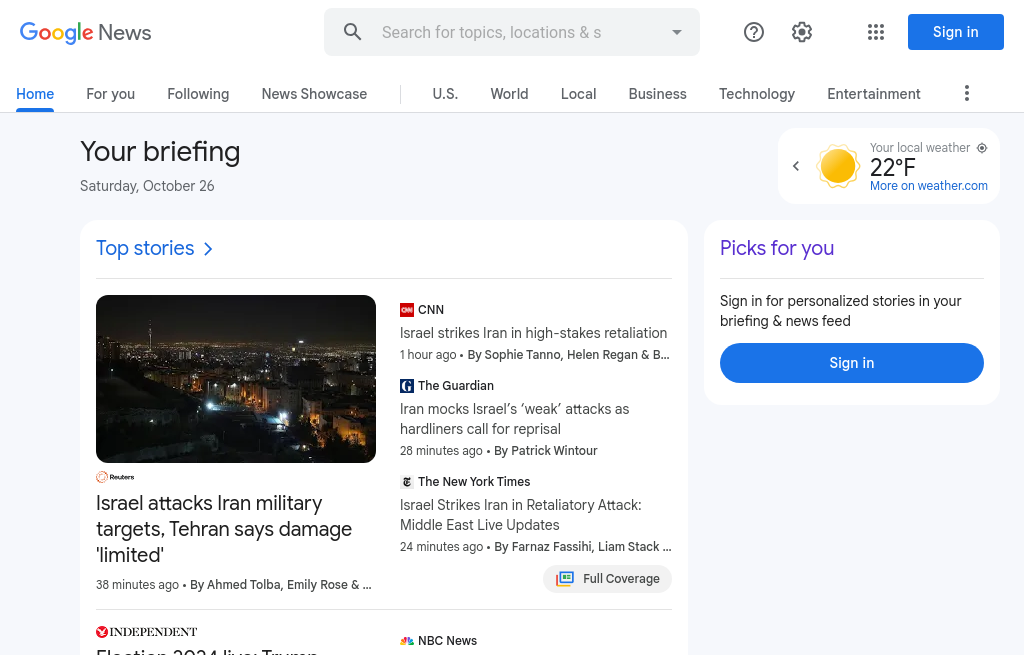 Google News
Search for topics, locations & s
Sign in
Home
For you
Following
News Showcase
U.S.
World
Local
Business
Technology
Entertainment
Your briefing
Saturday, October 26
Your local weather
22°F
More on weather.com
Top stories
Reuters
Israel attacks Iran military
targets, Tehran says damage
'limited'
38 minutes ago • By Ahmed Tolba, Emily Rose & ...
CNN
Israel strikes Iran in high-stakes retaliation
1 hour ago • By Sophie Tanno, Helen Regan & B...
The Guardian
Iran mocks Israel’s ‘weak’ attacks as
hardliners call for reprisal
28 minutes ago • By Patrick Wintour
The New York Times
Israel Strikes Iran in Retaliatory Attack:
Middle East Live Updates
24 minutes ago • By Farnaz Fassihi, Liam Stack ...
Full Coverage
Picks for you
Sign in for personalized stories in your
briefing & news feed
Sign in
INDEPENDENT
Election 2024 live: Trump
NBC News